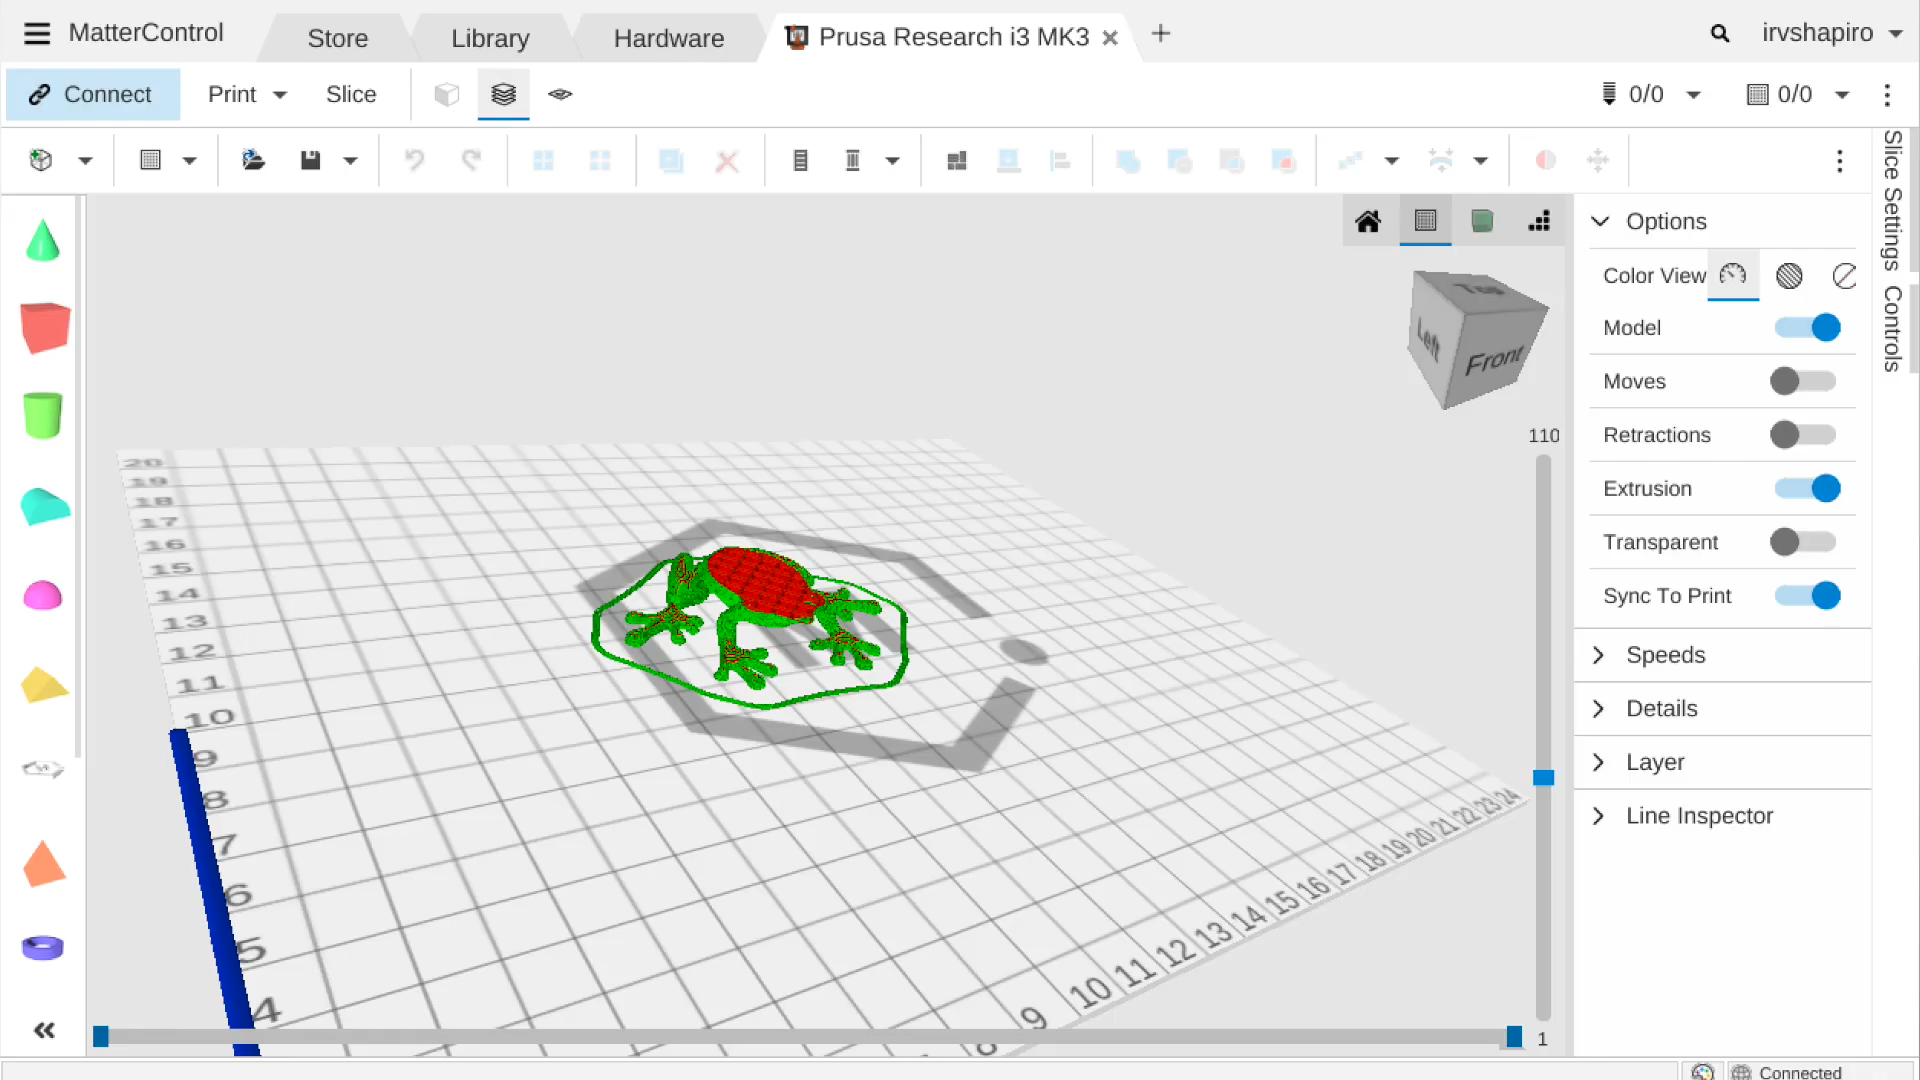 MatterControl
Store
Library
Hardware
Prusa Research i3 MK3
irvshapiro
Connect
Print
Slice
0/0
0/0
Slice Settings
Controls
Options
Color View
Model
Moves
Retractions
Extrusion
Transparent
Sync To Print
Speeds
Details
Layer
Line Inspector
Top
Left
Front
110
1
20
19
18
17
16
15
14
13
12
11
10
9
8
7
6
5
4
8
9
10
11
12
13
14
15
16
17
18
19
20
21
22
23
24
Connected